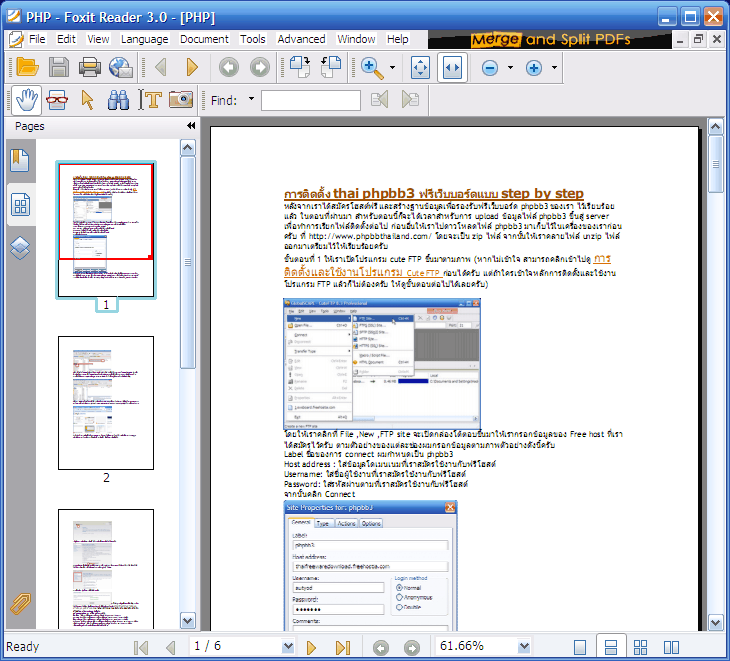 PHP - Foxit Reader 3.0 - [PHP]
File Edit View Language Document Tools Advanced Window Help
Merge and Split PDFs
Find:
Pages
1
2
การติดตั้ง thai phpbb3 ฟรีเว็บบอร์ดแบบ step by step
หลังจากเราได้สมัครโฮสต์ฟรีและสร้างฐานข้อมูลเพื่อรองรับฟรีเว็บบอร์ด phpbb3 ของเรา ไว้เรียบร้อย
แล้ว ในตอนที่ผ่านมา สำหรับตอนนี้ก็จะได้เวลาสำหรับการ upload ข้อมูลไฟล์ phpbb3 ขึ้นสู่ server
เพื่อทำการเรียกไฟล์ติดตั้งต่อไป ก่อนอื่นให้เราไปดาวโหลดไฟล์ phpbb3 มาเก็บไว้ในเครื่องของเราก่อน
ครับ ที่ http://www.phpbbthailand.com/ โดยจะเป็น zip ไฟล์ จากนั้นให้เราคลายไฟล์ unzip ไฟล์
ออกมาเตรียมไว้ให้เรียบร้อยครับ
ขั้นตอนที่ 1 ให้เราเปิดโปรแกรม cute FTP ขึ้นมาตามภาพ (หากไม่เข้าใจ สามารถคลิกเข้าไปดู การ
ติดตั้งและใช้งานโปรแกรม Cute FTP ก่อนได้ครับ แต่ถ้าใครเข้าใจหลักการติดตั้งและใช้งาน
โปรแกรม FTP แล้วก็ไม่ต้องครับ ให้ดูขั้นตอนต่อไปได้เลยครับ)
New
Open File...
Connect
Transfer Type
Exit
HTML Document
โดยให้เราคลิกที่ File ,New ,FTP site จะเปิดกล่องโต้ตอบขึ้นมาให้เรากรอกข้อมูลของ Free host ที่เรา
ได้สมัครไว้ครับ ตามตัวอย่างของแต่ละช่องผมกรอกข้อมูลตามภาพตัวอย่างดังนี้ครับ
Label ชื่อของการ connect ผมกำหนดเป็น phpbb3
Host address : ใส่ข้อมูลโดเมนเนมที่เราสมัครใช้งานกับฟรีโฮสต์
Username: ใส่ชื่อผู้ใช้งานที่เราสมัครใช้งานกับฟรีโฮสต์
Password: ใส่รหัสผ่านตามที่เราสมัครใช้งานกับฟรีโฮสต์
จากนั้นคลิก Connect
Site Properties for: phpbb3
General Type Actions Options
Label:
phpbb3
Host address:
thaifreewaredownload.freehostia.com
Username: Login method
autyod Normal
Password: Anonymous
Double
Comments:
Ready 1 / 6 61.66%